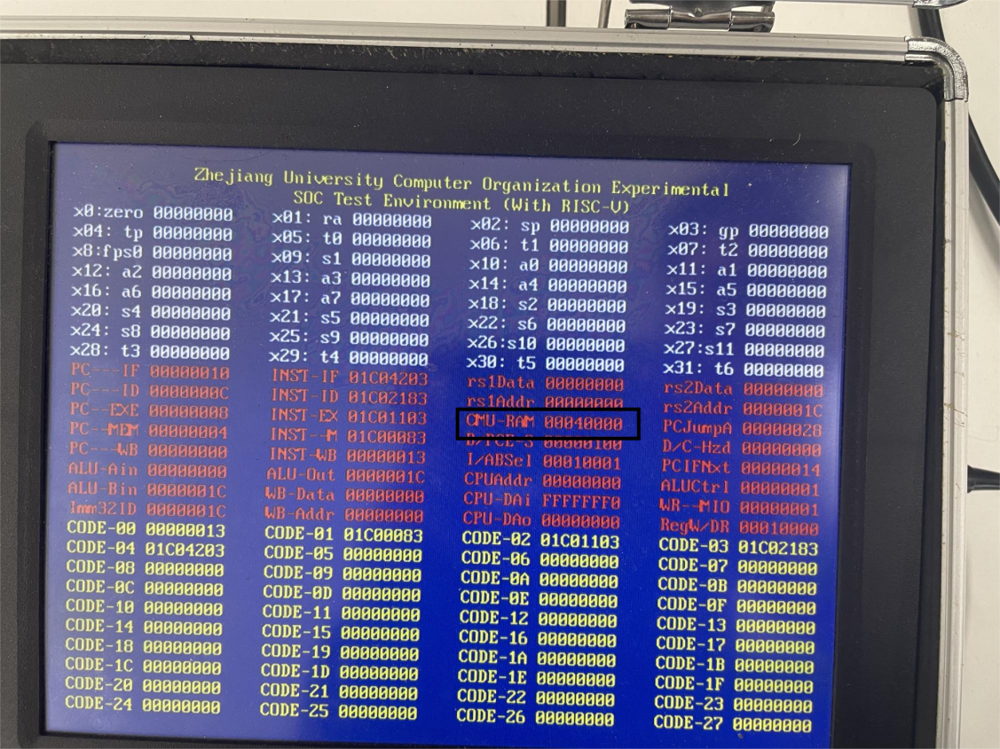 Zhejiang University Computer Organization Experimental
SOC Test Environment (With RISC-V)
x0:zero 00000000 x01: ra 00000000 x02: sp 00000000 x03: gp 00000000
x04: tp 00000000 x05: t0 00000000 x06: t1 00000000 x07: t2 00000000
x8:fps0 00000000 x09: s1 00000000 x10: a0 00000000 x11: a1 00000000
x12: a2 00000000 x13: a3 00000000 x14: a4 00000000 x15: a5 00000000
x16: a6 00000000 x17: a7 00000000 x18: s2 00000000 x19: s3 00000000
x20: s4 00000000 x21: s5 00000000 x22: s6 00000000 x23: s7 00000000
x24: s8 00000000 x25: s9 00000000 x26:s10 00000000 x27:s11 00000000
x28: t3 00000000 x29: t4 00000000 x30: t5 00000000 x31: t6 00000000
PC---IF 00000010 INST-IF 01C04203 rs1Data 00000000 rs2Data 00000000
PC---ID 0000000C INST-ID 01C02183 rs1Addr 00000000 rs2Addr 0000001C
PC--EXE 00000008 INST-EX 01C01103 CMU-RAM 00040000 PCJumpA 00000028
PC--MEM 00000004 INST--M 01C00083 B/PCE-S 00000100 D/C-Hzd 00000000
PC---WB 00000000 INST-WB 00000013 I/ABSel 00010001 PCIFNxt 00000014
ALU-Ain 00000000 ALU-Out 0000001C CPUAddr 00000000 ALUCtrl 00000001
ALU-Bin 0000001C WB-Data 00000000 CPU-DAi FFFFFFF0 WR--MIO 00000001
Imm32ID 0000001C WB-Addr 00000000 CPU-DAo 00000000 RegW/DR 00010000
CODE-00 00000013 CODE-01 01C00083 CODE-02 01C01103 CODE-03 01C02183
CODE-04 01C04203 CODE-05 00000000 CODE-06 00000000 CODE-07 00000000
CODE-08 00000000 CODE-09 00000000 CODE-0A 00000000 CODE-0B 00000000
CODE-0C 00000000 CODE-0D 00000000 CODE-0E 00000000 CODE-0F 00000000
CODE-10 00000000 CODE-11 00000000 CODE-12 00000000 CODE-13 00000000
CODE-14 00000000 CODE-15 00000000 CODE-16 00000000 CODE-17 00000000
CODE-18 00000000 CODE-19 00000000 CODE-1A 00000000 CODE-1B 00000000
CODE-1C 00000000 CODE-1D 00000000 CODE-1E 00000000 CODE-1F 00000000
CODE-20 00000000 CODE-21 00000000 CODE-22 00000000 CODE-23 00000000
CODE-24 00000000 CODE-25 00000000 CODE-26 00000000 CODE-27 00000000